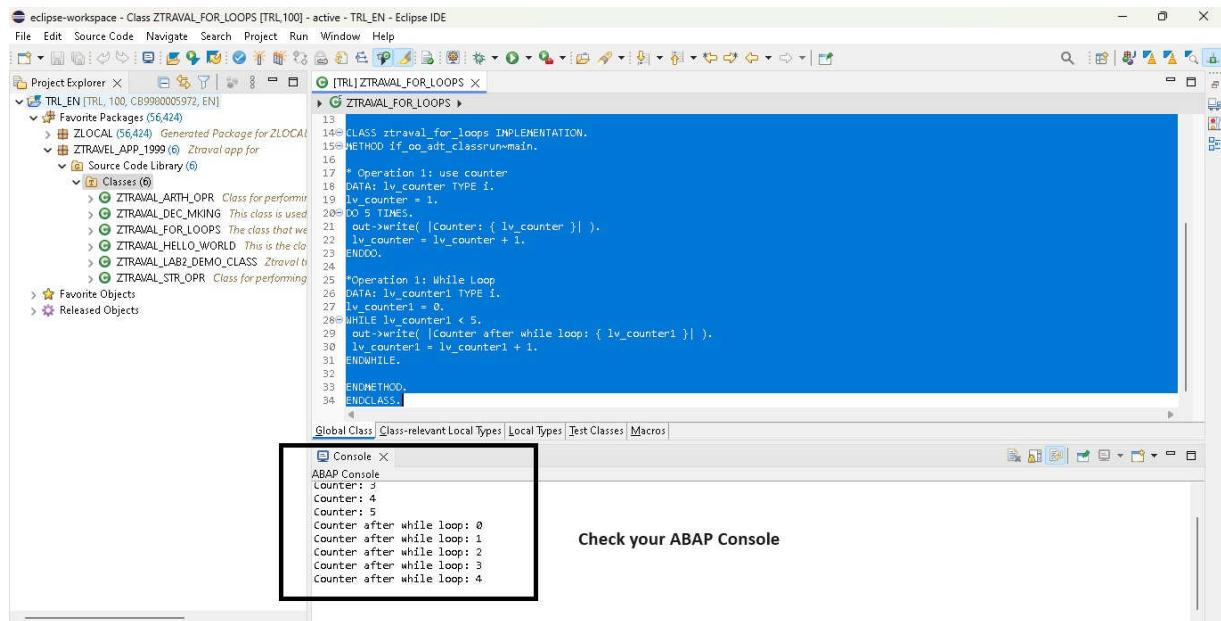 eclipse-workspace - Class ZTRAVAL_FOR_LOOPS [TRL,100] - active - TRL_EN - Eclipse IDE
File Edit Source Code Navigate Search Project Run Window Help
Project Explorer
TRL_EN [TRL, 100, CB9980005972, EN]
Favorite Packages (56,424)
ZLOCAL (56,424) Generated Package for ZLOCAL
ZTRAVEL_APP_1999 (6) Ztraval app for
Source Code Library (6)
Classes (6)
ZTRAVAL_ARTH_OPR Class for performin
ZTRAVAL_DEC_MKING This class is used
ZTRAVAL_FOR_LOOPS The class that we
ZTRAVAL_HELLO_WORLD This is the cla
ZTRAVAL_LAB2_DEMO_CLASS Ztraval t
ZTRAVAL_STR_OPR Class for performing
Favorite Objects
Released Objects
[TRL] ZTRAVAL_FOR_LOOPS
ZTRAVAL_FOR_LOOPS
13
14 CLASS ztraval_for_loops IMPLEMENTATION.
15 METHOD if_oo_adt_classrun~main.
16
17 * Operation 1: use counter
18 DATA: lv_counter TYPE i.
19 lv_counter = 1.
20 DO 5 TIMES.
21 out->write( |Counter: { lv_counter }| ).
22 lv_counter = lv_counter + 1.
23 ENDDO.
24
25 *Operation 1: While Loop
26 DATA: lv_counter1 TYPE i.
27 lv_counter1 = 0.
28 WHILE lv_counter1 < 5.
29 out->write( |Counter after while loop: { lv_counter1 }| ).
30 lv_counter1 = lv_counter1 + 1.
31 ENDWHILE.
32
33 ENDMETHOD.
34 ENDCLASS.
Global Class Class-relevant Local Types Local Types Test Classes Macros
Console
ABAP Console
Counter: 3
Counter: 4
Counter: 5
Counter after while loop: 0
Counter after while loop: 1
Counter after while loop: 2
Counter after while loop: 3
Counter after while loop: 4
Check your ABAP Console